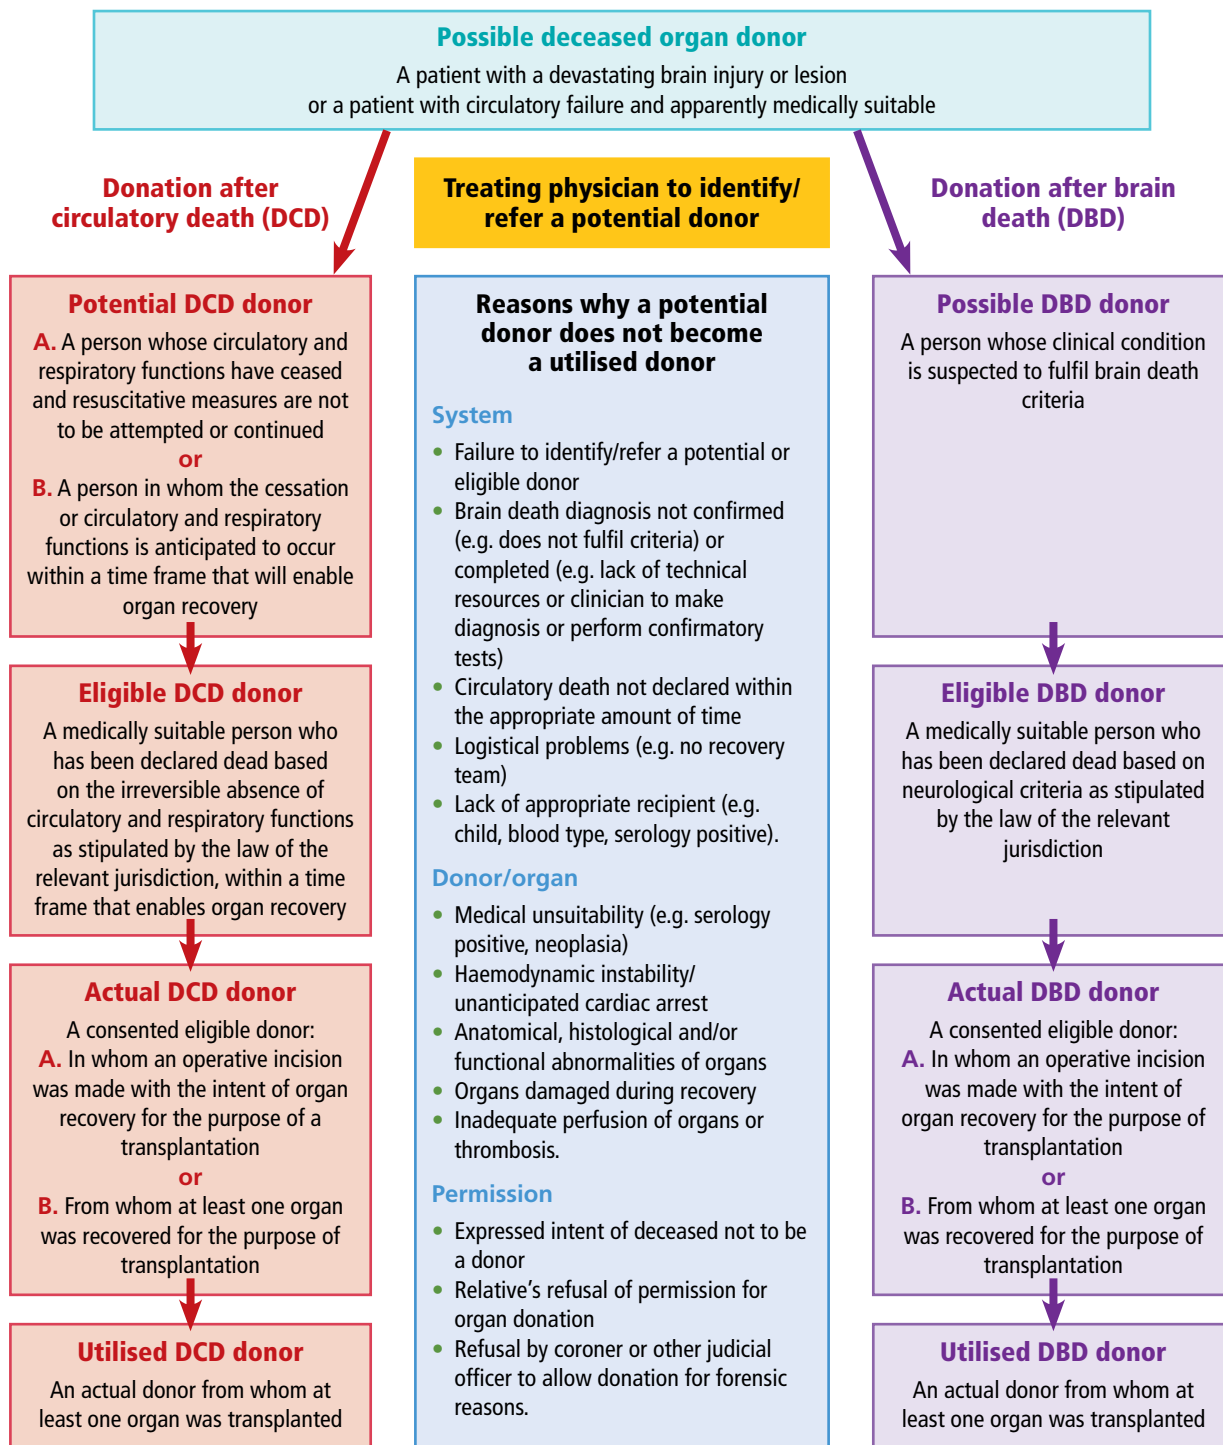 Possible deceased organ donor
A patient with a devastating brain injury or lesion
or a patient with circulatory failure and apparently medically suitable
Donation after
circulatory death (DCD)
Treating physician to identify/
refer a potential donor
Donation after brain
death (DBD)
Potential DCD donor
A. A person whose circulatory and
respiratory functions have ceased
and resuscitative measures are not
to be attempted or continued
or
B. A person in whom the cessation
or circulatory and respiratory
functions is anticipated to occur
within a time frame that will enable
organ recovery
Eligible DCD donor
A medically suitable person who
has been declared dead based
on the irreversible absence of
circulatory and respiratory functions
as stipulated by the law of the
relevant jurisdiction, within a time
frame that enables organ recovery
Actual DCD donor
A consented eligible donor:
A. In whom an operative incision
was made with the intent of organ
recovery for the purpose of a
transplantation
or
B. From whom at least one organ
was recovered for the purpose of
transplantation
Utilised DCD donor
An actual donor from whom at
least one organ was transplanted
Reasons why a potential
donor does not become
a utilised donor
System
• Failure to identify/refer a potential or
eligible donor
• Brain death diagnosis not confirmed
(e.g. does not fulfil criteria) or
completed (e.g. lack of technical
resources or clinician to make
diagnosis or perform confirmatory
tests)
• Circulatory death not declared within
the appropriate amount of time
• Logistical problems (e.g. no recovery
team)
• Lack of appropriate recipient (e.g.
child, blood type, serology positive).
Donor/organ
• Medical unsuitability (e.g. serology
positive, neoplasia)
• Haemodynamic instability/
unanticipated cardiac arrest
• Anatomical, histological and/or
functional abnormalities of organs
• Organs damaged during recovery
• Inadequate perfusion of organs or
thrombosis.
Permission
• Expressed intent of deceased not to be
a donor
• Relative's refusal of permission for
organ donation
• Refusal by coroner or other judicial
officer to allow donation for forensic
reasons.
Possible DBD donor
A person whose clinical condition
is suspected to fulfil brain death
criteria
Eligible DBD donor
A medically suitable person who
has been declared dead based on
neurological criteria as stipulated
by the law of the relevant
jurisdiction
Actual DBD donor
A consented eligible donor:
A. In whom an operative incision
was made with the intent of
organ recovery for the purpose of
transplantation
or
B. From whom at least one organ
was recovered for the purpose of
transplantation
Utilised DBD donor
An actual donor from whom at
least one organ was transplanted